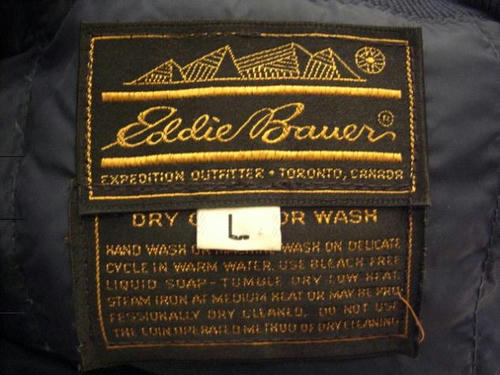 Eddie Bauer ®
EXPEDITION OUTFITTER • TORONTO, CANADA
DRY OR WASH
L
HAND WASH OR MACHINE WASH ON DELICATE
CYCLE IN WARM WATER. USE BLEACH FREE
LIQUID SOAP-TUMBLE DRY LOW HEAT.
STEAM IRON AT MEDIUM HEAT OR MAY BE PRO
FESSIONALLY DRY CLEANED. DO NOT USE
THE COIN OPERATED METHOD OF DRY CLEANING